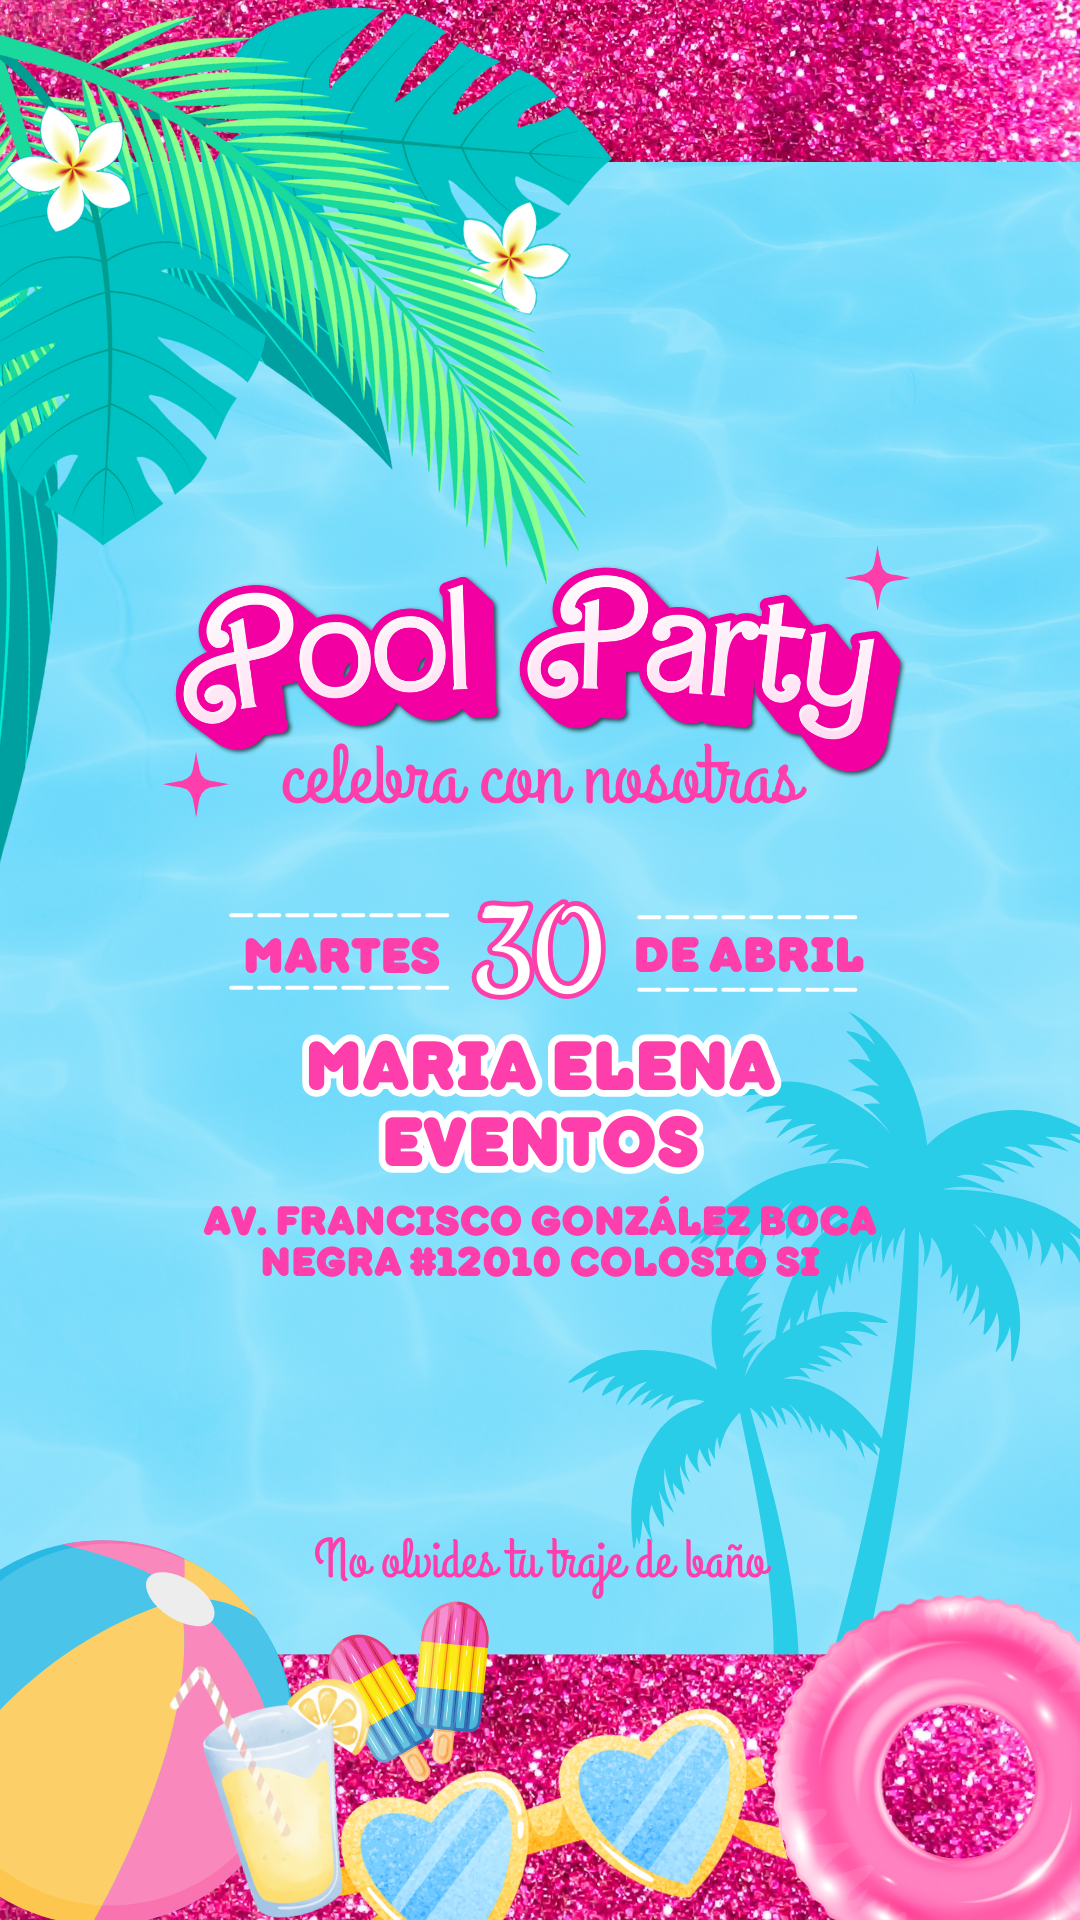 Pool Party
celebra con nosotras
MARTES 30 DE ABRIL
MARIA ELENA
EVENTOS
AV. FRANCISCO GONZÁLEZ BOCA
NEGRA #12010 COLOSIO SI
No olvides tu traje de baño